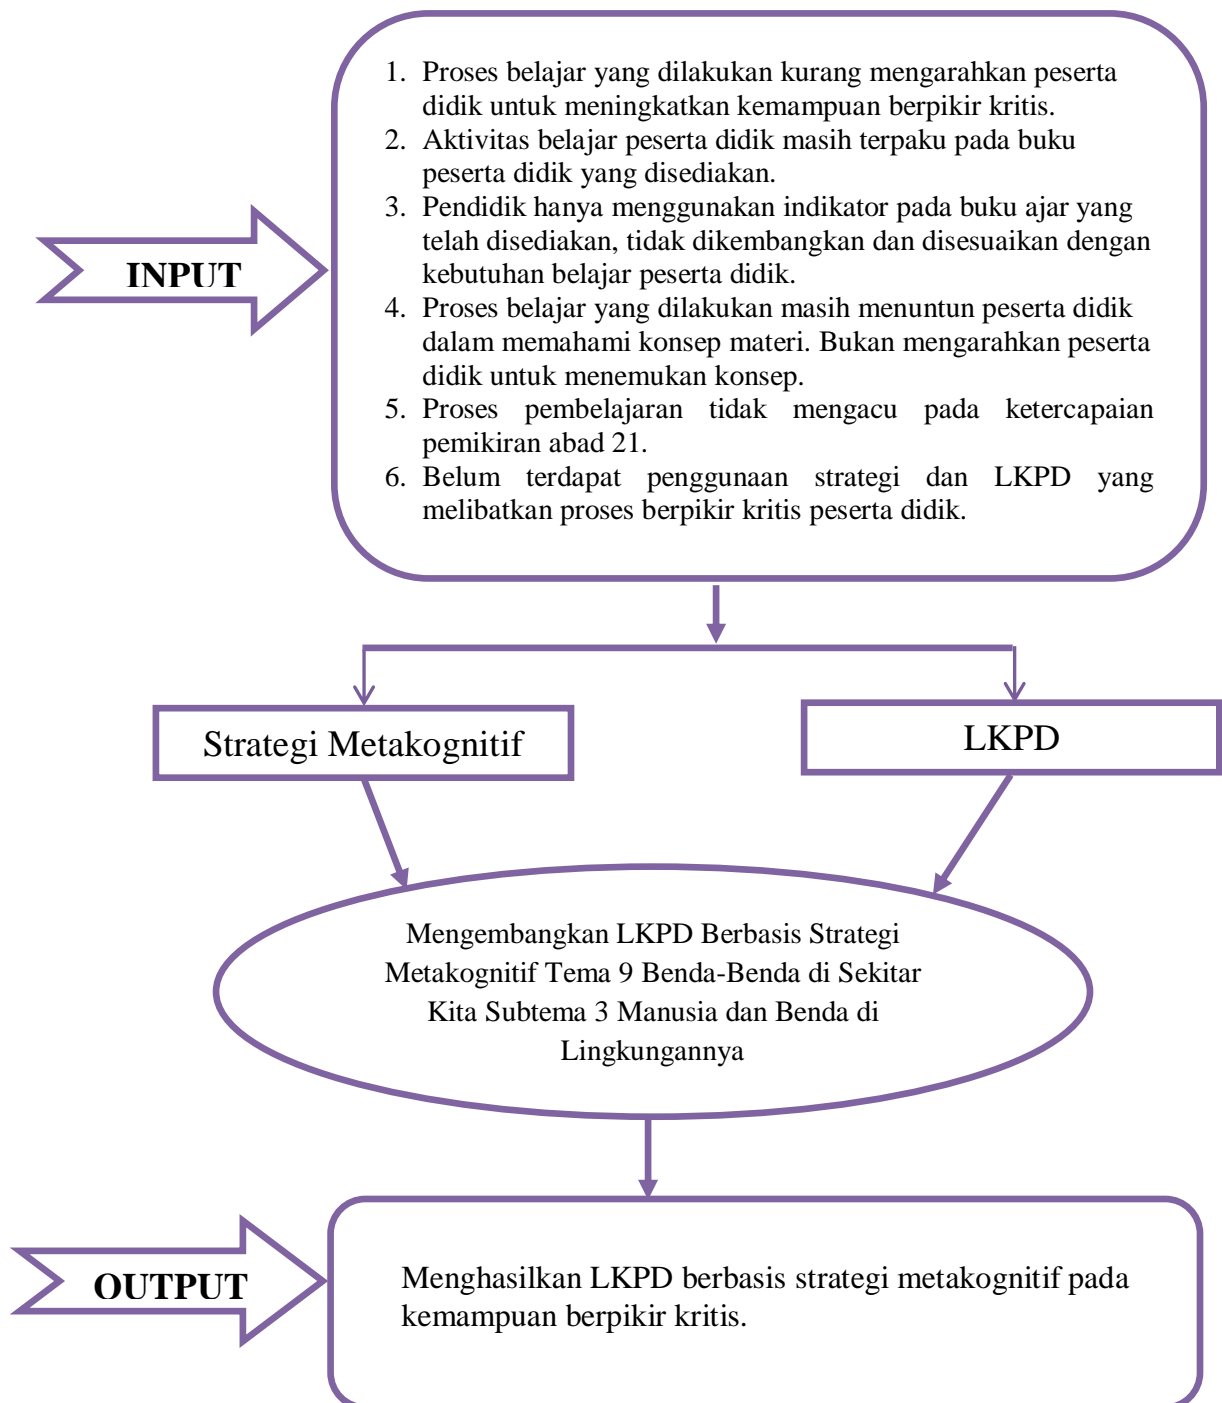 1. Proses belajar yang dilakukan kurang mengarahkan peserta
didik untuk meningkatkan kemampuan berpikir kritis.
2. Aktivitas belajar peserta didik masih terpaku pada buku
peserta didik yang disediakan.
3. Pendidik hanya menggunakan indikator pada buku ajar yang
telah disediakan, tidak dikembangkan dan disesuaikan dengan
kebutuhan belajar peserta didik.
4. Proses belajar yang dilakukan masih menuntun peserta didik
dalam memahami konsep materi. Bukan mengarahkan peserta
didik untuk menemukan konsep.
5. Proses pembelajaran tidak mengacu pada ketercapaian
pemikiran abad 21.
6. Belum terdapat penggunaan strategi dan LKPD yang
melibatkan proses berpikir kritis peserta didik.
INPUT
Strategi Metakognitif
LKPD
Mengembangkan LKPD Berbasis Strategi
Metakognitif Tema 9 Benda-Benda di Sekitar
Kita Subtema 3 Manusia dan Benda di
Lingkungannya
OUTPUT
Menghasilkan LKPD berbasis strategi metakognitif pada
kemampuan berpikir kritis.